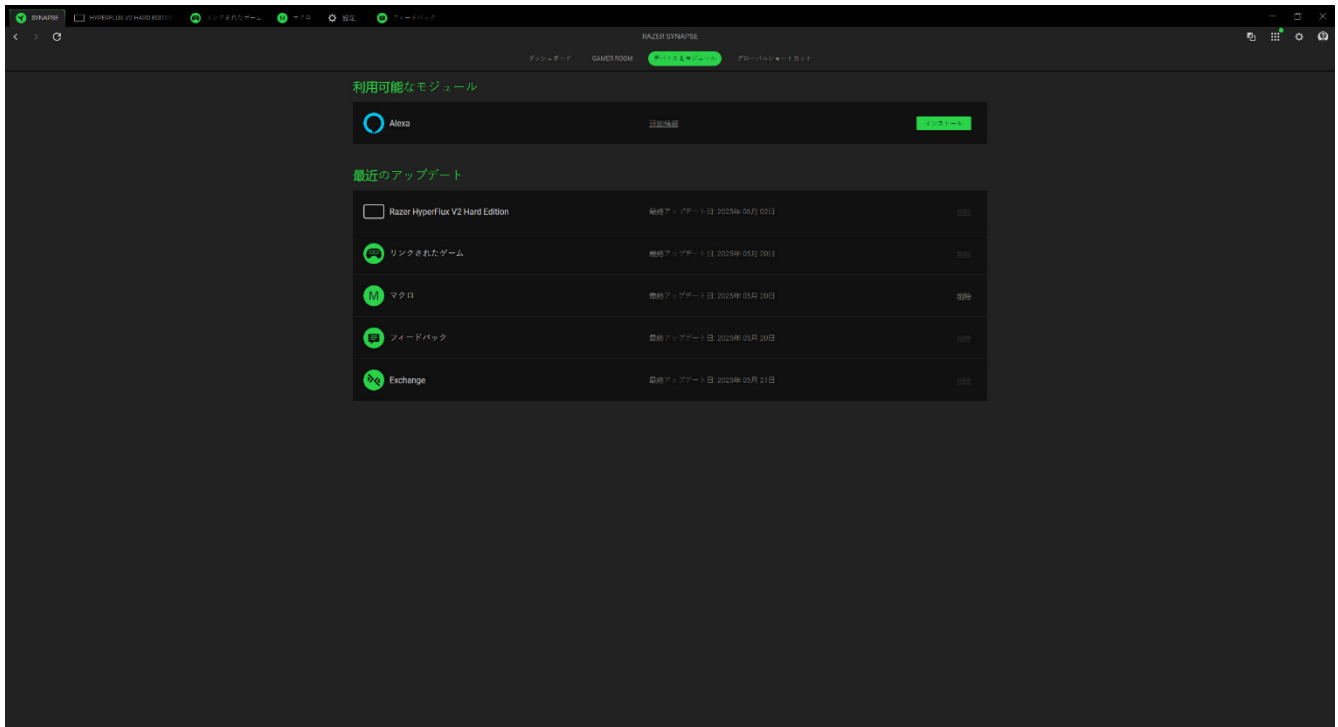 SYNAPSE HYPERFLUX V2 HARD EDITIO リンクされたゲーム M マクロ 設定 フィードバック
RAZER SYNAPSE
ダッシュボード GAMER ROOM デバイス & モジュール グローバルショートカット
利用可能なモジュール
Alexa 詳細情報 インストール
最近のアップデート
Razer HyperFlux V2 Hard Edition 最終アップデート日: 2025年 06月 02日 削除
リンクされたゲーム 最終アップデート日: 2025年 05月 20日 削除
M マクロ 最終アップデート日: 2025年 05月 20日 削除
フィードバック 最終アップデート日: 2025年 05月 20日 削除
Exchange 最終アップデート日: 2025年 05月 21日 削除